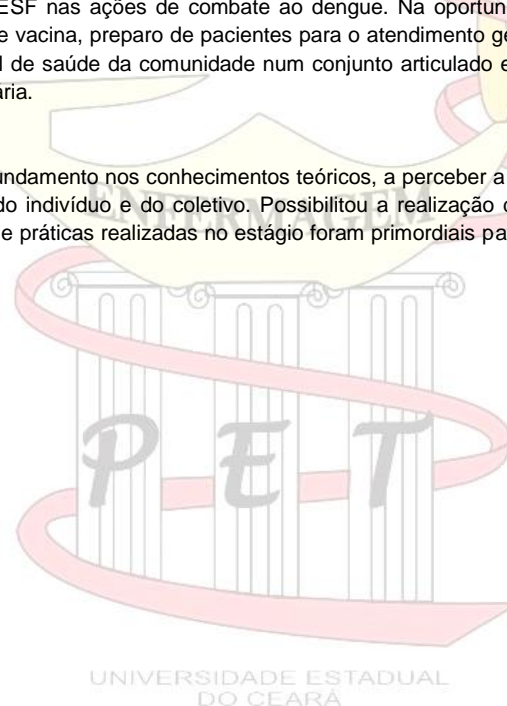 ESF nas ações de combate ao dengue. Na oportun
e vacina, preparo de pacientes para o atendimento ge
l de saúde da comunidade num conjunto articulado e
ária.
undamento nos conhecimentos teóricos, a perceber a
do indivíduo e do coletivo. Possibilitou a realização
e práticas realizadas no estágio foram primordiais pa
ENFERMAGEM
P E T
UNIVERSIDADE ESTADUAL
DO CEARÁ